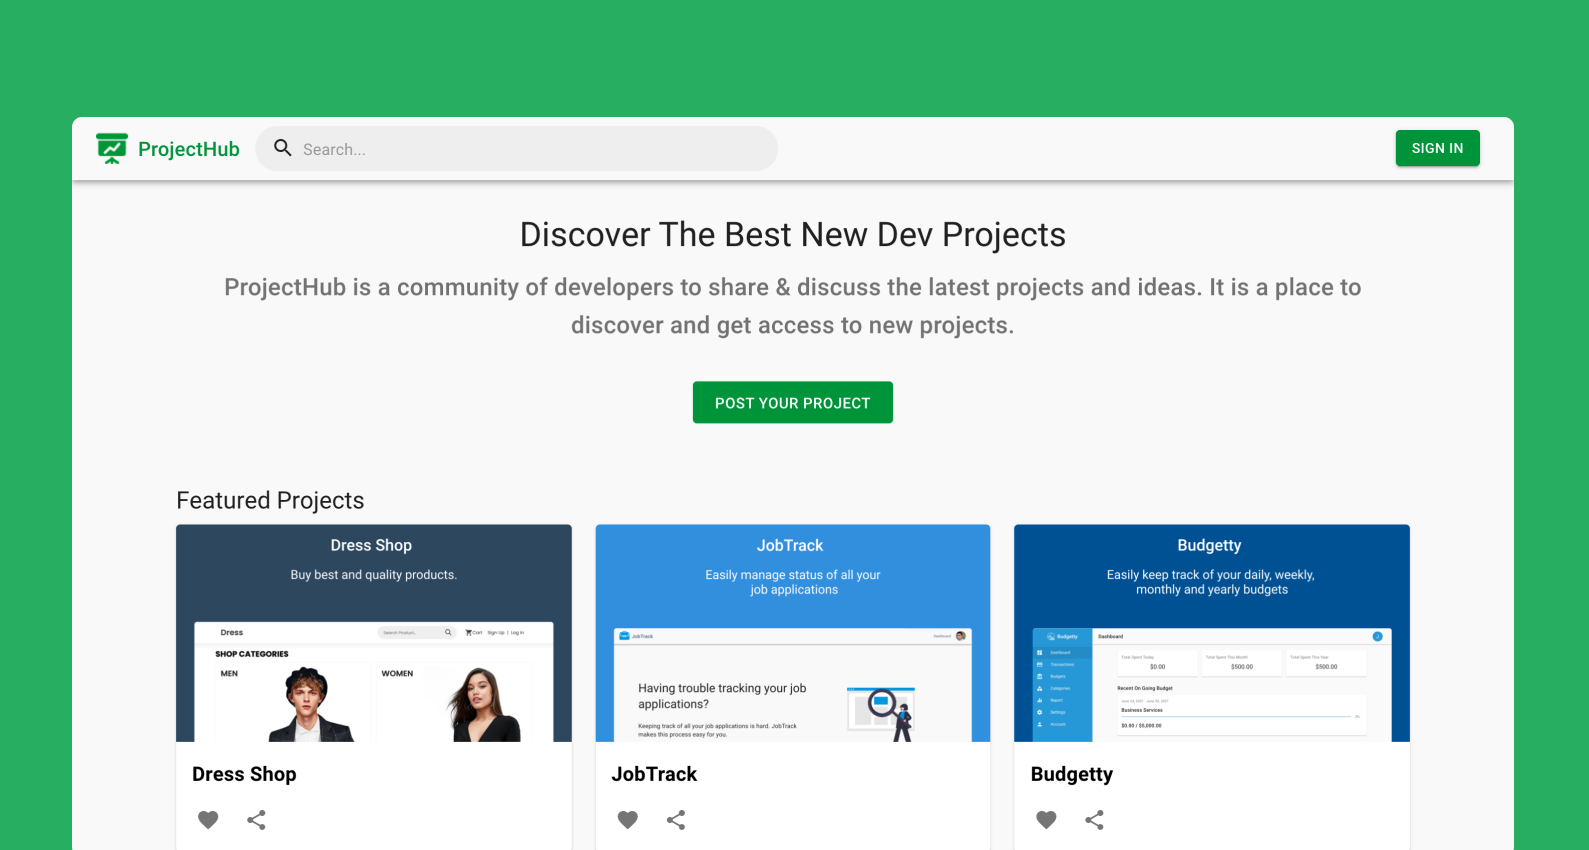 ProjectHub
Search...
SIGN IN
Discover The Best New Dev Projects
ProjectHub is a community of developers to share & discuss the latest projects and ideas. It is a place to
discover and get access to new projects.
POST YOUR PROJECT
Featured Projects
Dress Shop
Buy best and quality products.
Dress
Search Product..
Cart Sign Up | Log In
SHOP CATEGORIES
MEN
WOMEN
Dress Shop
JobTrack
Easily manage status of all your
job applications
JobTrack
Dashboard
Having trouble tracking your job
applications?
Keeping track of all your job applications is hard. JobTrack
makes this process easy for you.
JobTrack
Budgetty
Easily keep track of your daily, weekly,
monthly and yearly budgets
Budgetty
Dashboard
J
Dashboard
Transactions
Budgets
Categories
Report
Settings
Account
Total Spent Today
$0.00
Total Spent This Month
$500.00
Total Spent This Year
$500.00
Recent On Going Budget
Business Services
$0.00 / $5,000.00
Budgetty